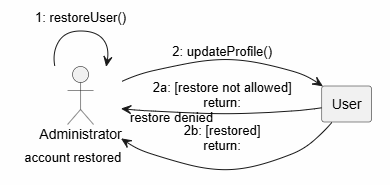 1: restoreUser()
2: updateProfile()
2a: [restore not allowed]
return:
restore denied
2b: [restored]
return:
User
Administrator
account restored